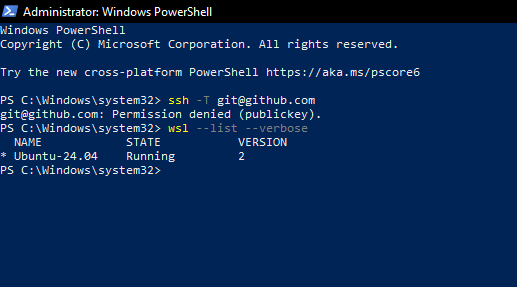 Administrator: Windows PowerShell
Windows PowerShell
Copyright (C) Microsoft Corporation. All rights reserved.
Try the new cross-platform PowerShell https://aka.ms/pscore6
PS C:\Windows\system32> ssh -T git@github.com
git@github.com: Permission denied (publickey).
PS C:\Windows\system32> wsl --list --verbose
  NAME            STATE           VERSION
* Ubuntu-24.04    Running         2
PS C:\Windows\system32>